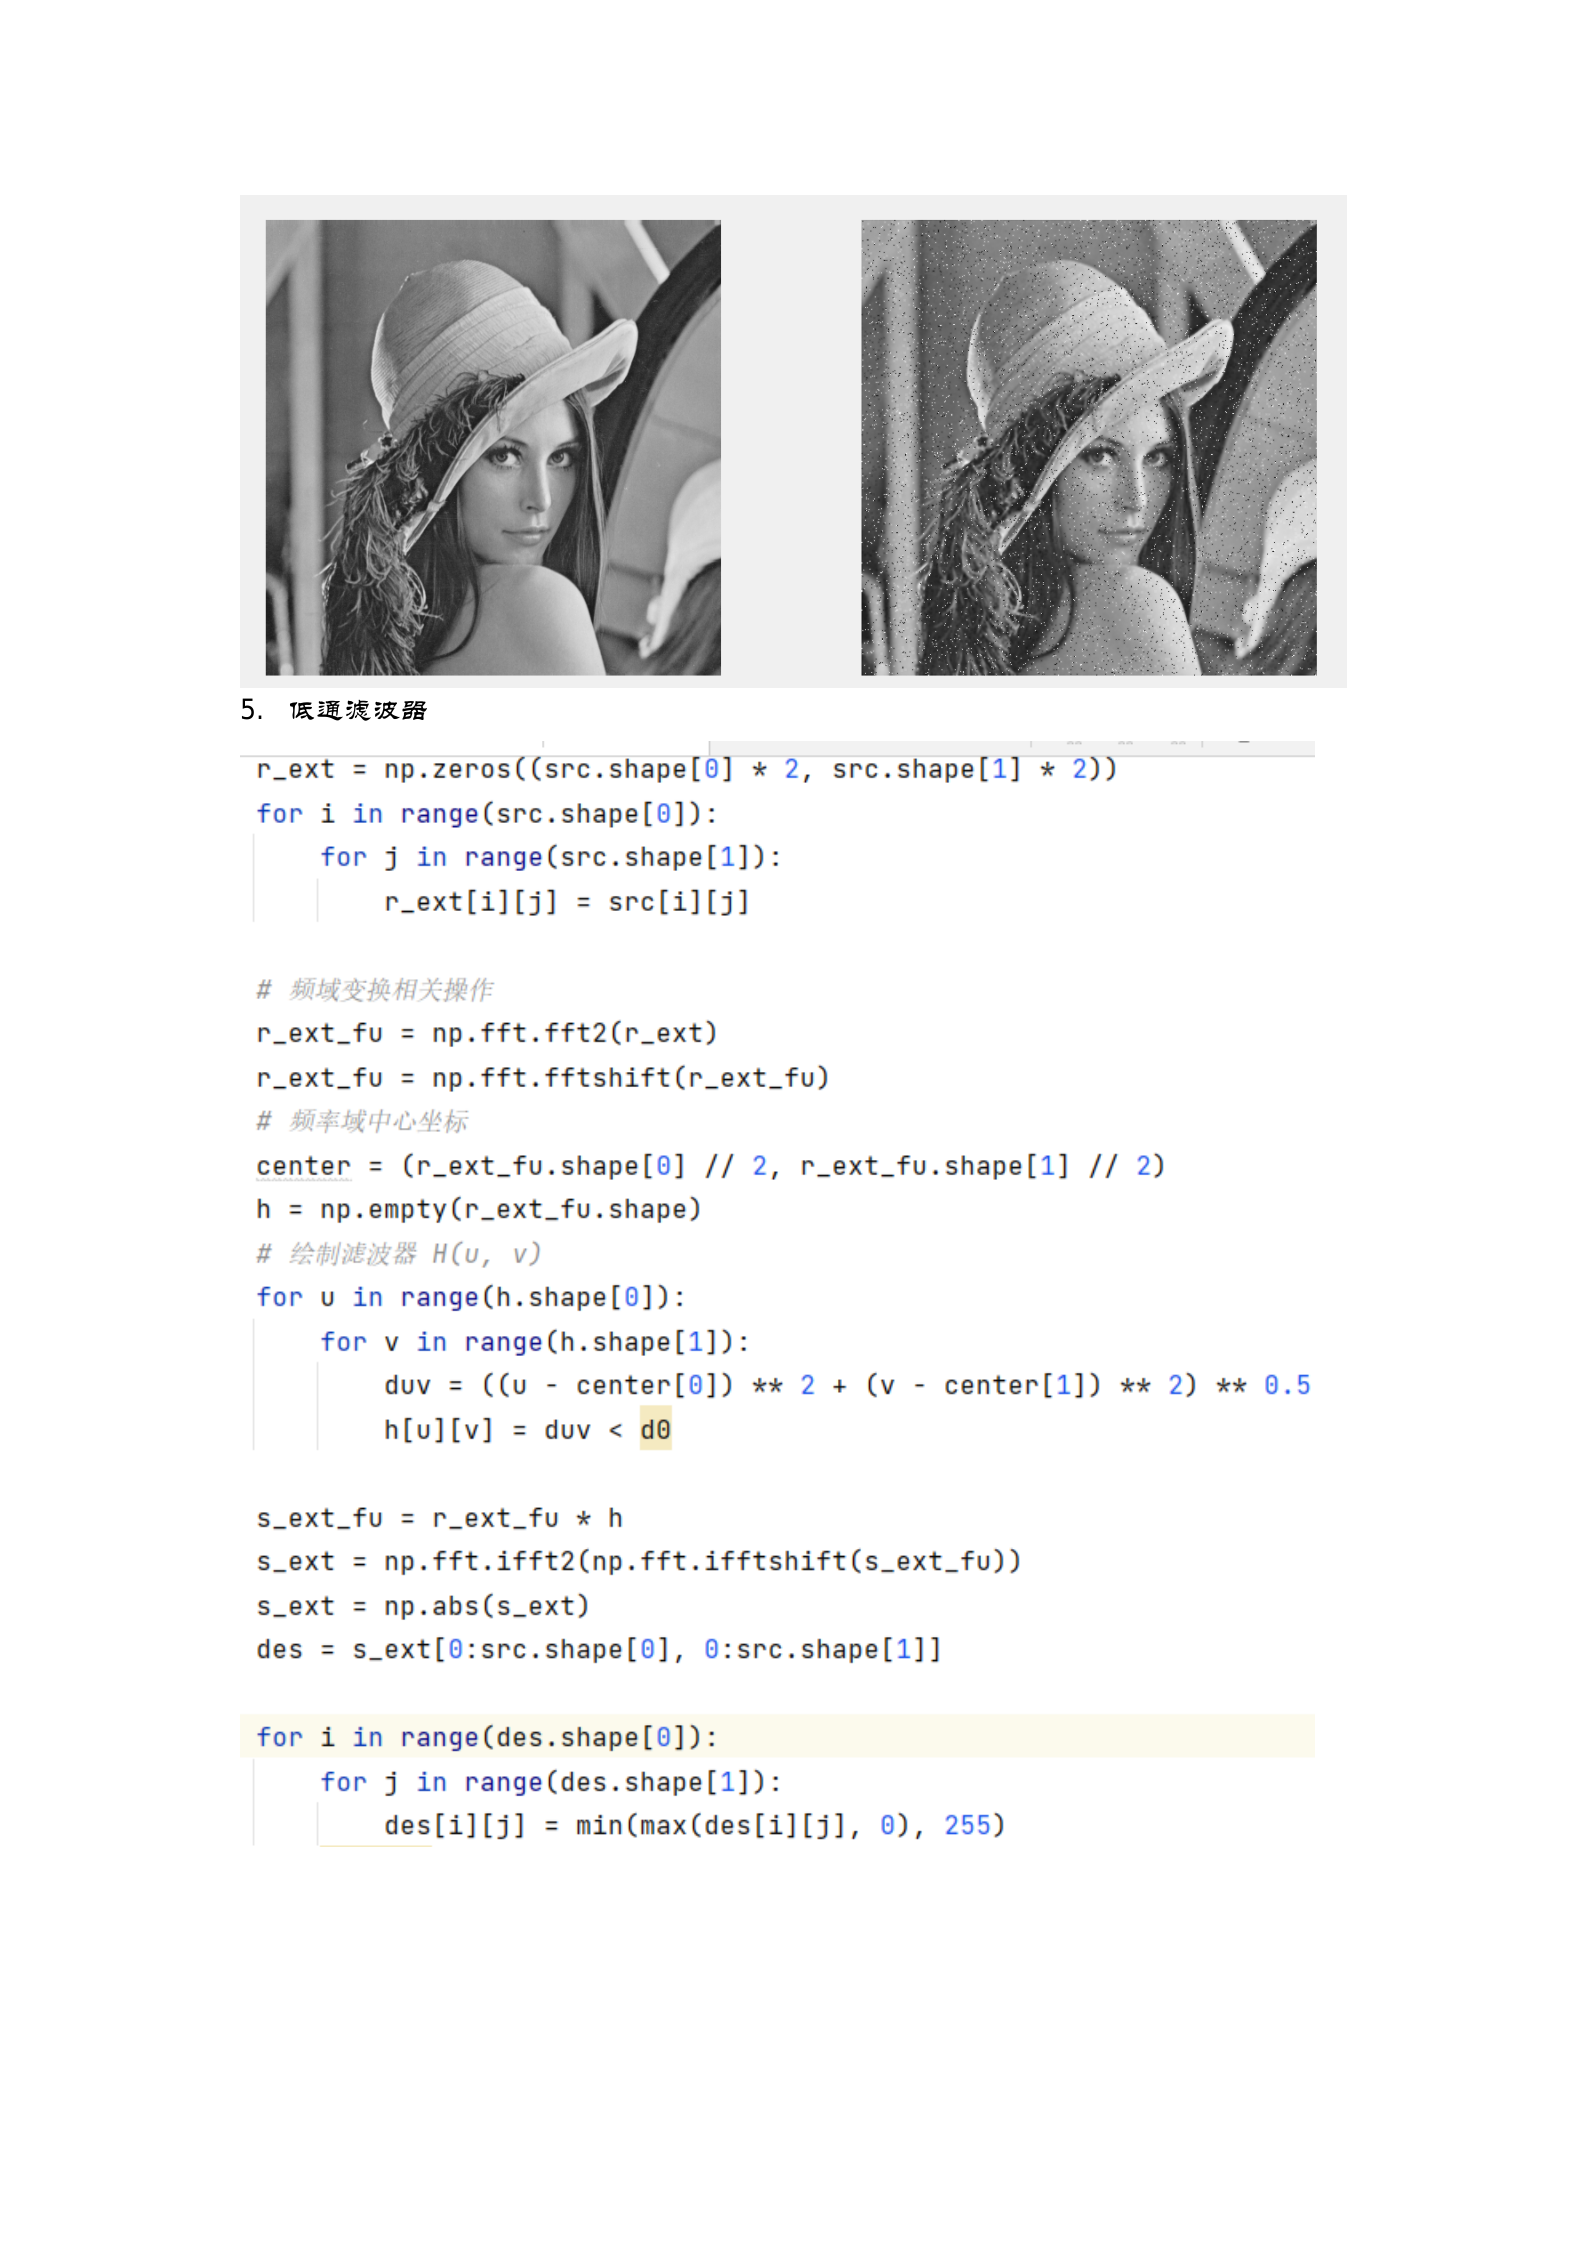 5. 低通滤波器
r_ext = np.zeros((src.shape[0] * 2, src.shape[1] * 2))
for i in range(src.shape[0]):
    for j in range(src.shape[1]):
        r_ext[i][j] = src[i][j]
# 频域变换相关操作
r_ext_fu = np.fft.fft2(r_ext)
r_ext_fu = np.fft.fftshift(r_ext_fu)
# 频率域中心坐标
center = (r_ext_fu.shape[0] // 2, r_ext_fu.shape[1] // 2)
h = np.empty(r_ext_fu.shape)
# 绘制滤波器 H(u, v)
for u in range(h.shape[0]):
    for v in range(h.shape[1]):
        duv = ((u - center[0]) ** 2 + (v - center[1]) ** 2) ** 0.5
        h[u][v] = duv < d0
s_ext_fu = r_ext_fu * h
s_ext = np.fft.ifft2(np.fft.ifftshift(s_ext_fu))
s_ext = np.abs(s_ext)
des = s_ext[0:src.shape[0], 0:src.shape[1]]
for i in range(des.shape[0]):
    for j in range(des.shape[1]):
        des[i][j] = min(max(des[i][j], 0), 255)